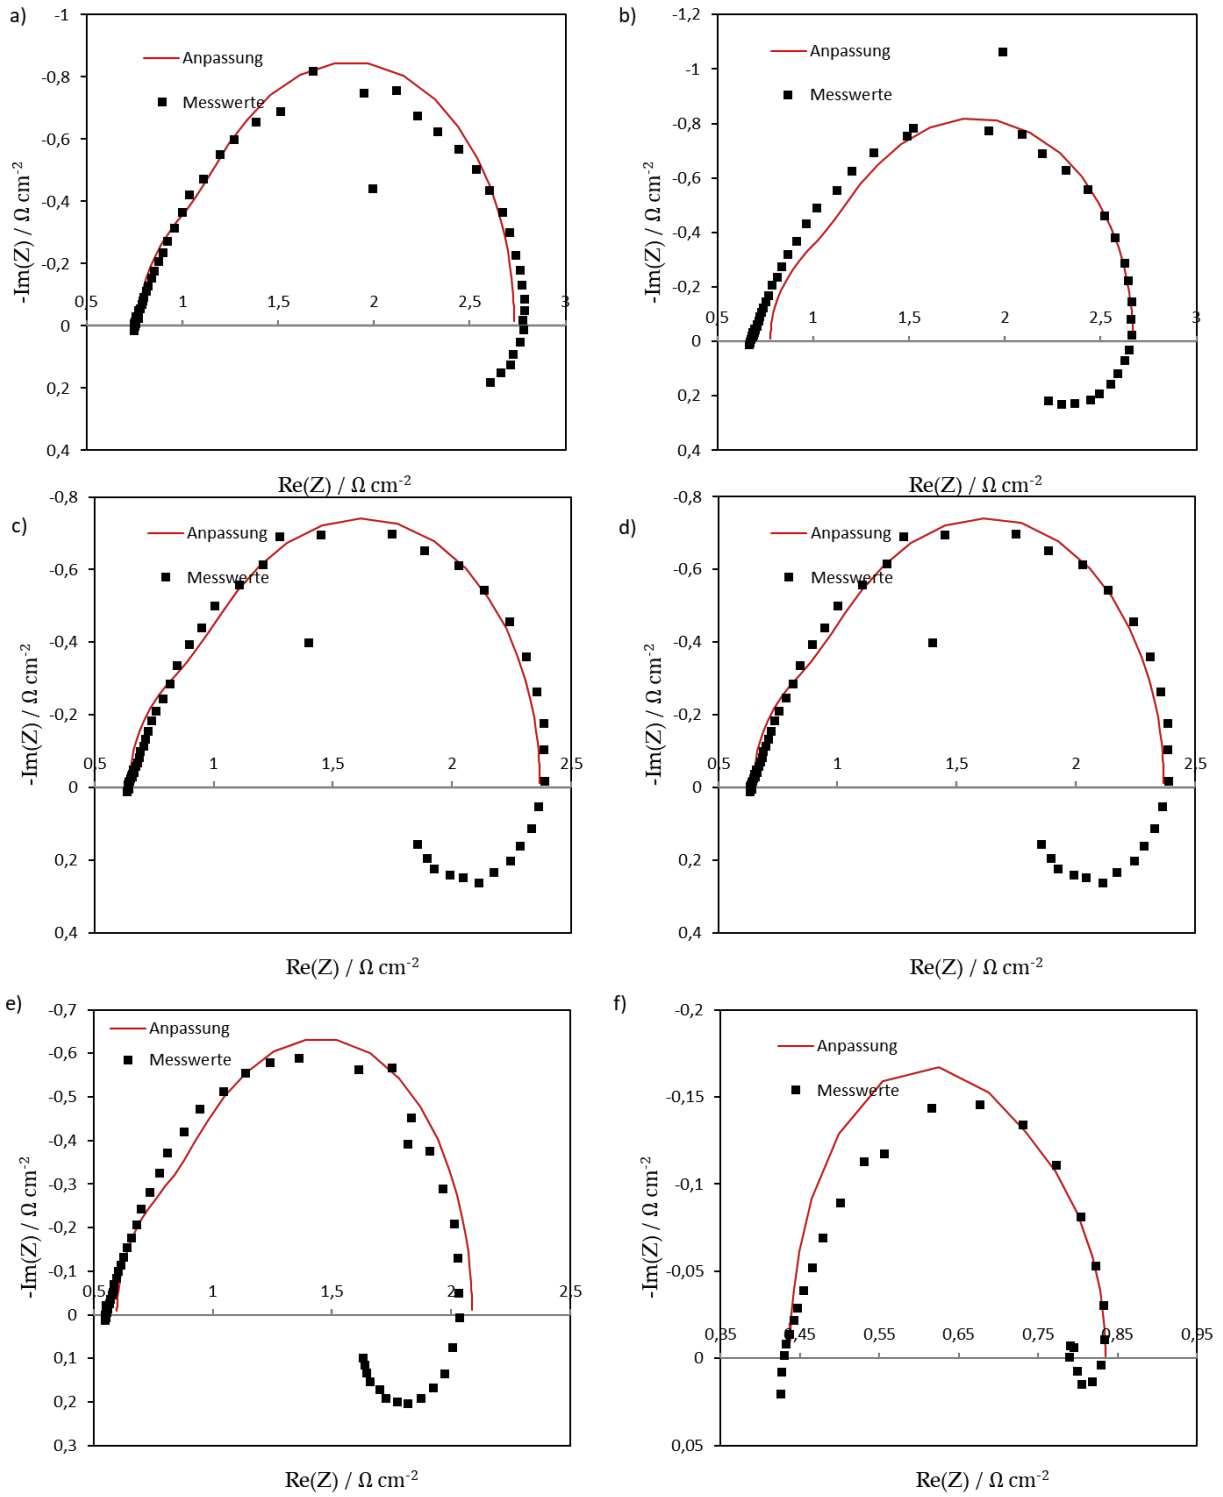 a)
-1
-0,8
-0,6
-0,4
-0,2
0
0,2
0,4
0.5
1
1,5
2
2,5
3
Anpassung
Messwerte
-Im(Z) / Ω cm⁻²
Re(Z) / Ω cm⁻²
b)
-1,2
-1
-0,8
-0,6
-0,4
-0,2
0
0,2
0,4
0.5
1
1,5
2
2,5
3
Anpassung
Messwerte
-Im(Z) / Ω cm⁻²
Re(Z) / Ω cm⁻²
c)
-0,8
-0,6
-0,4
-0,2
0
0,2
0,4
0.5
1
1,5
2
2,5
Anpassung
Messwerte
-Im(Z) / Ω cm⁻²
Re(Z) / Ω cm⁻²
d)
-0,8
-0,6
-0,4
-0,2
0
0,2
0,4
0.5
1
1,5
2
2,5
Anpassung
Messwerte
-Im(Z) / Ω cm⁻²
Re(Z) / Ω cm⁻²
e)
-0,7
-0,6
-0,5
-0,4
-0,3
-0,2
-0,1
0
0,1
0,2
0,3
0.5
1
1,5
2
2,5
Anpassung
Messwerte
-Im(Z) / Ω cm⁻²
Re(Z) / Ω cm⁻²
f)
-0,2
-0,15
-0,1
-0,05
0
0,05
0,35
0,45
0,55
0,65
0,75
0,85
0,95
Anpassung
Messwerte
-Im(Z) / Ω cm⁻²
Re(Z) / Ω cm⁻²